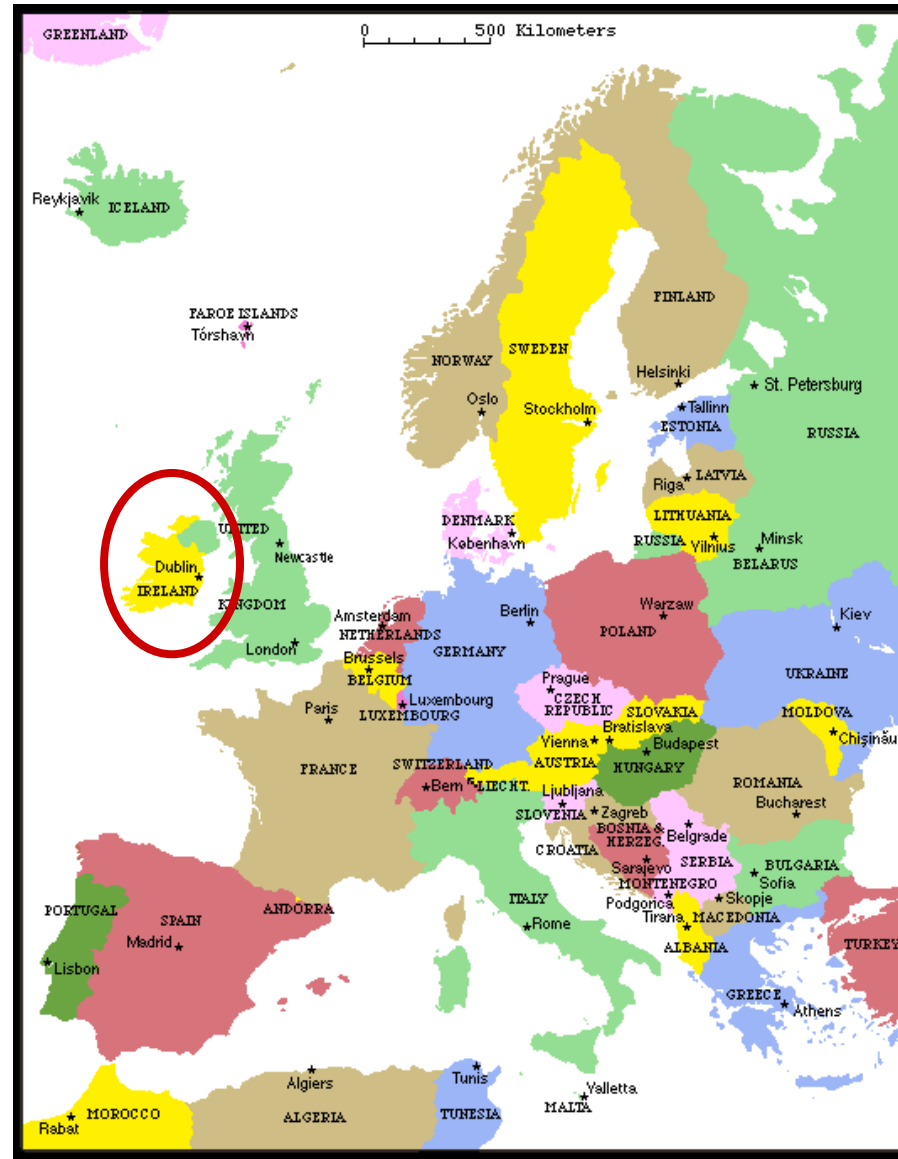 0 500 Kilometers
GREENLAND
Reykjavik
ICELAND
FAROE ISLANDS
Tórshavn
FINLAND
NORWAY
SWEDEN
Helsinki
St. Petersburg
Oslo
Stockholm
Tallinn
ESTONIA
RUSSIA
Riga
LATVIA
LITHUANIA
DENMARK
København
RUSSIA
Vilnius
Minsk
BELARUS
UNITED
KINGDOM
Newcastle
Dublin
IRELAND
London
Amsterdam
NETHERLANDS
Berlin
GERMANY
Warzaw
POLAND
Kiev
UKRAINE
Brussels
BELGIUM
Luxembourg
LUXEMBOURG
Prague
CZECH
REPUBLIC
SLOVAKIA
Bratislava
MOLDOVA
Chişinău
Paris
FRANCE
Vienna
AUSTRIA
Budapest
HUNGARY
SWITZERLAND
Bern
LIECHT.
ROMANIA
Bucharest
Ljubljana
SLOVENIA
Zagreb
CROATIA
BOSNIA &
HERZEG.
Sarajevo
Belgrade
SERBIA
MONTENEGRO
Podgorica
BULGARIA
Sofia
Skopje
MACEDONIA
Tirana
ALBANIA
PORTUGAL
Lisbon
SPAIN
Madrid
ANDORRA
ITALY
Rome
TURKEY
GREECE
Athens
Algiers
ALGERIA
Tunis
TUNESIA
Valletta
MALTA
MOROCCO
Rabat